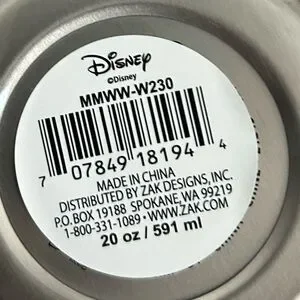 Disney
©Disney
MMWW-W230
7 07849 18194 4
MADE IN CHINA
DISTRIBUTED BY ZAK DESIGNS, INC.
P.O.BOX 19188 SPOKANE, WA 99219
1-800-331-1089 •WWW.ZAK.COM
20 oz / 591 ml